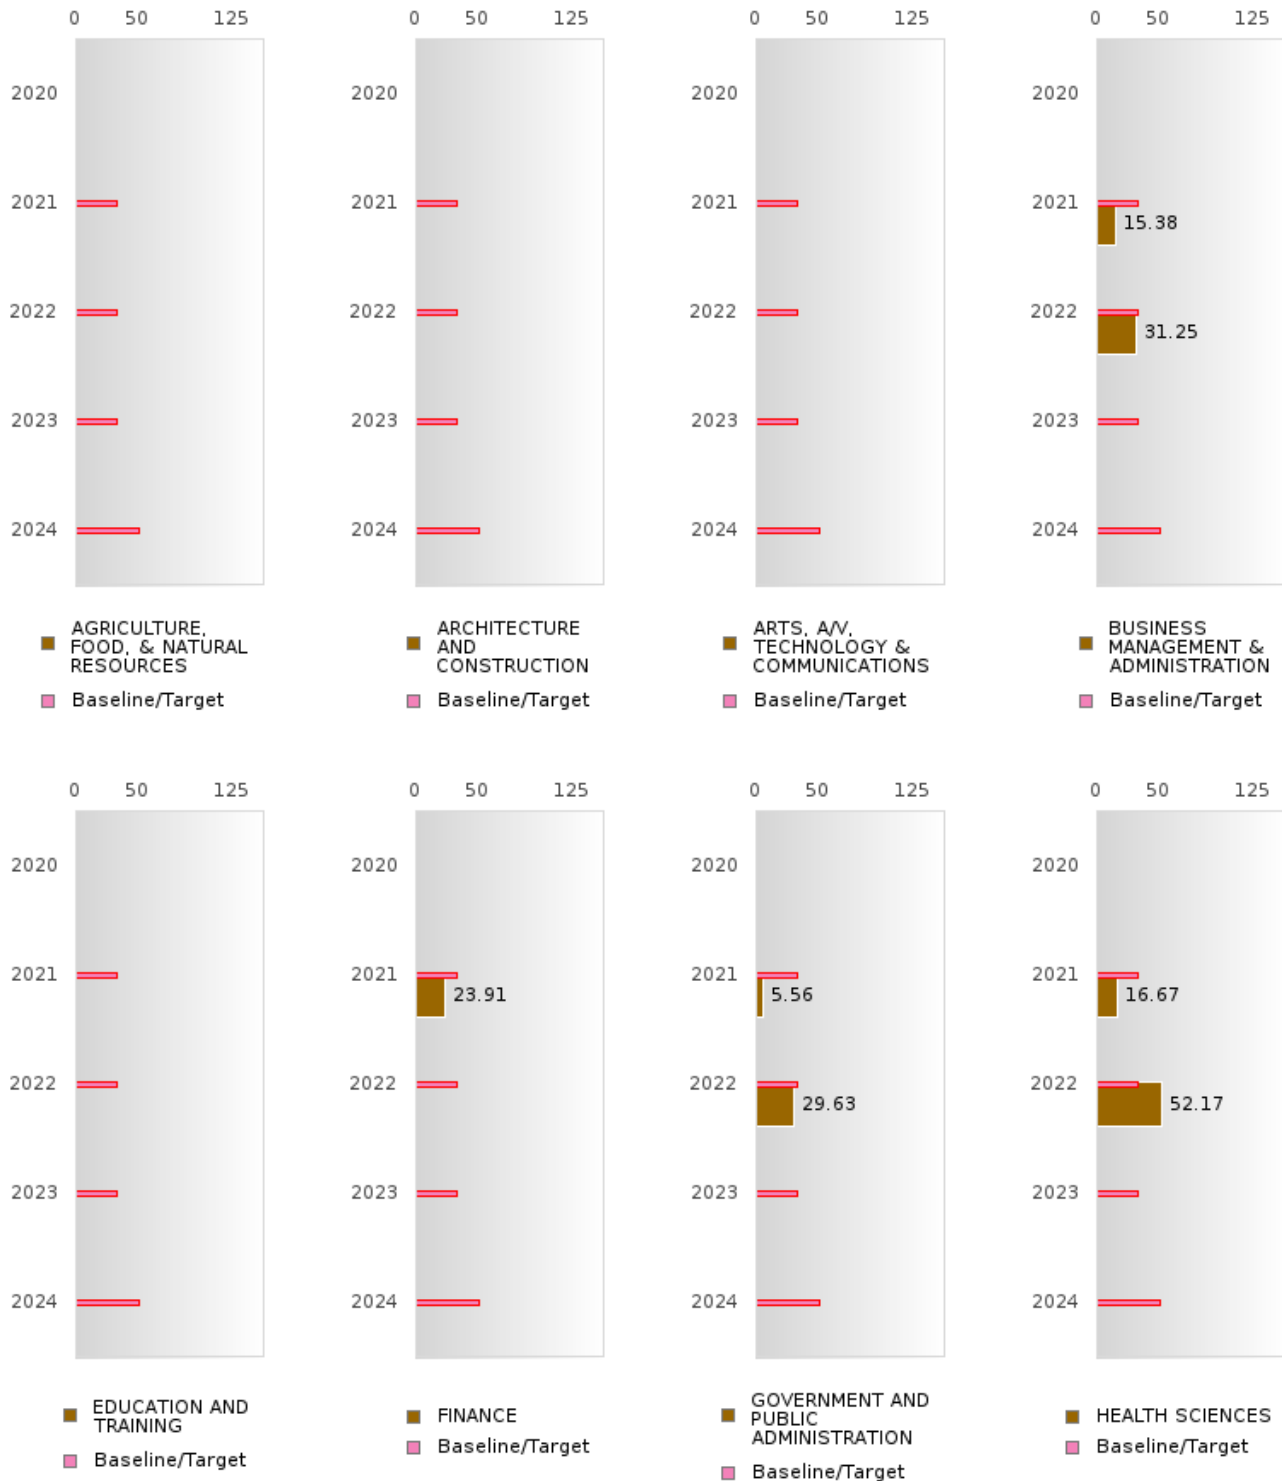 0 50 125 0 50 125 0 50 125 0 50 125
2020 2020 2020 2020
2021 2021 2021 2021
15.38
2022 2022 2022 2022
31.25
2023 2023 2023 2023
2024 2024 2024 2024
AGRICULTURE,
FOOD, & NATURAL
RESOURCES
Baseline/Target
ARCHITECTURE
AND
CONSTRUCTION
Baseline/Target
ARTS, A/V,
TECHNOLOGY &
COMMUNICATIONS
Baseline/Target
BUSINESS
MANAGEMENT &
ADMINISTRATION
Baseline/Target
0 50 125 0 50 125 0 50 125 0 50 125
2020 2020 2020 2020
2021 2021 2021 2021
23.91 5.56 16.67
2022 2022 2022 2022
29.63 52.17
2023 2023 2023 2023
2024 2024 2024 2024
EDUCATION AND
TRAINING
Baseline/Target
FINANCE
Baseline/Target
GOVERNMENT AND
PUBLIC
ADMINISTRATION
Baseline/Target
HEALTH SCIENCES
Baseline/Target